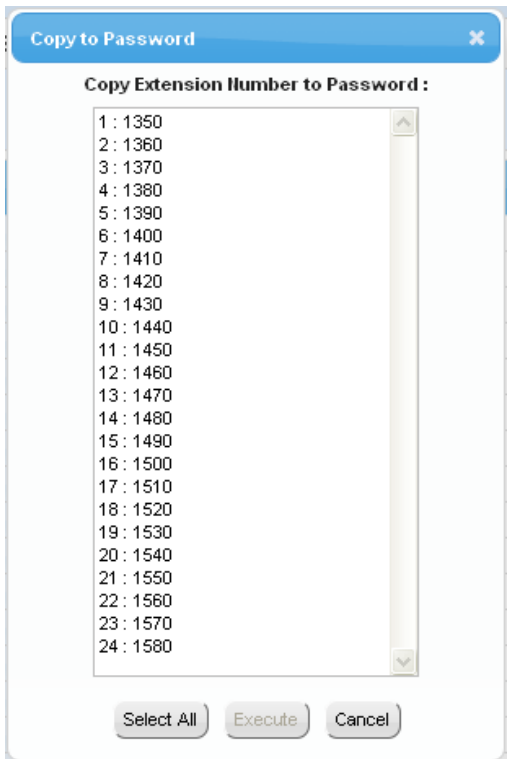 Copy to Password
Copy Extension Number to Password :
1 : 1350
2 : 1360
3 : 1370
4 : 1380
5 : 1390
6 : 1400
7 : 1410
8 : 1420
9 : 1430
10 : 1440
11 : 1450
12 : 1460
13 : 1470
14 : 1480
15 : 1490
16 : 1500
17 : 1510
18 : 1520
19 : 1530
20 : 1540
21 : 1550
22 : 1560
23 : 1570
24 : 1580
Select All Execute Cancel